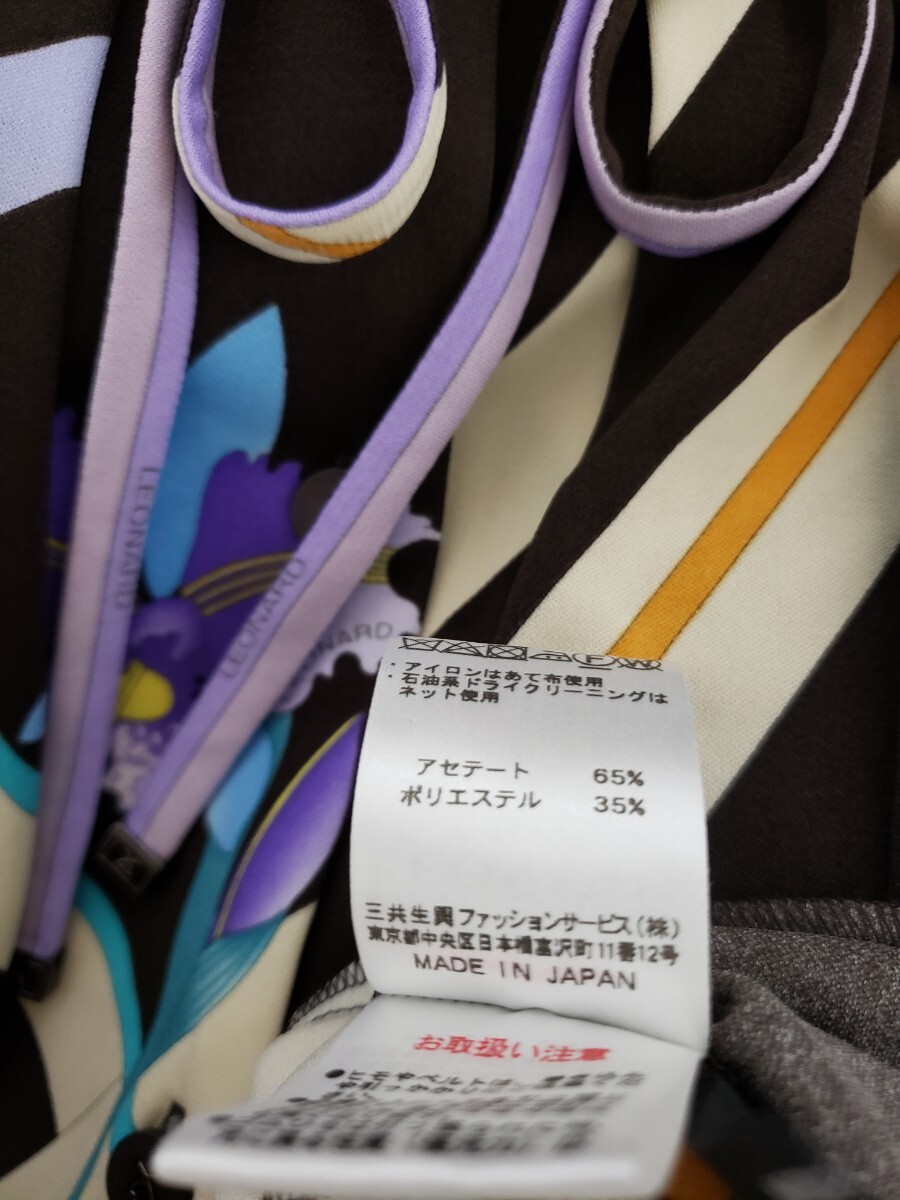 LEONARD
LEONARD
・アイロンはあて布使用
・石油系ドライクリーニングは
ネット使用
アセテート 65%
ポリエステル 35%
三共生興ファッションサービス(株)
東京都中央区日本橋富沢町11番12号
MADE IN JAPAN
お取扱い注意